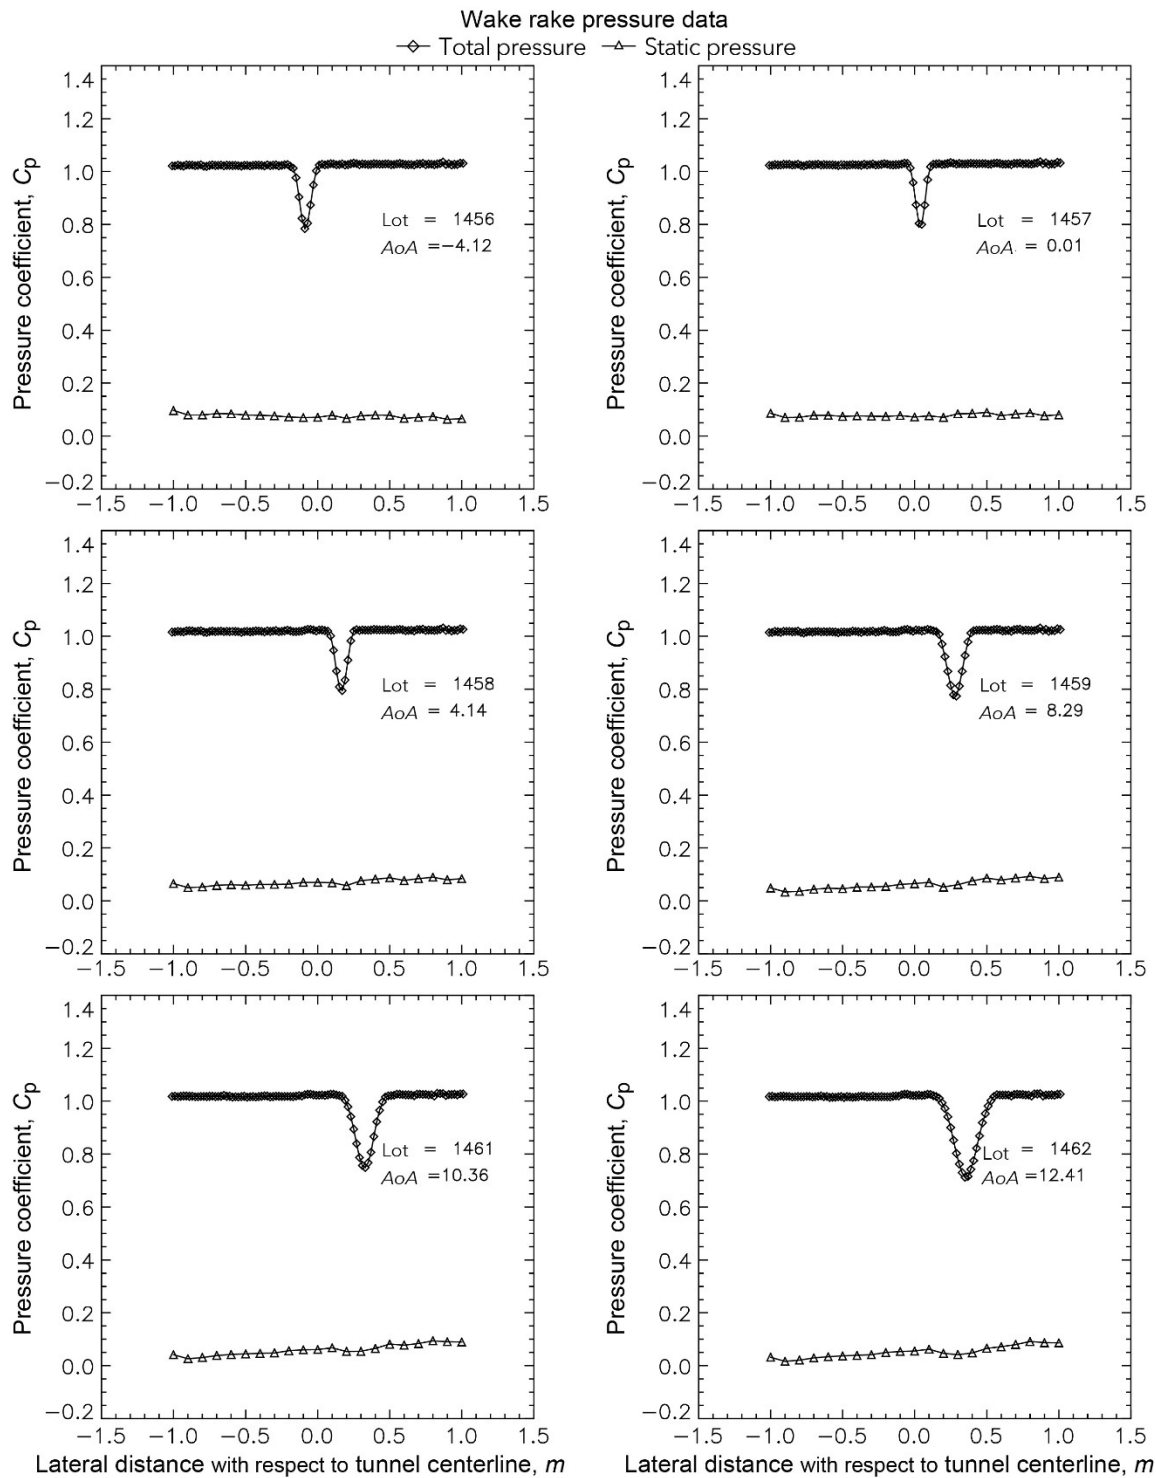 Wake rake pressure data
Total pressure Static pressure
Pressure coefficient, Cp
1.4
1.2
1.0
0.8
0.6
0.4
0.2
0.0
−0.2
−1.5 −1.0 −0.5 0.0 0.5 1.0 1.5
Lot = 1456
AoA =−4.12
Pressure coefficient, Cp
1.4
1.2
1.0
0.8
0.6
0.4
0.2
0.0
−0.2
−1.5 −1.0 −0.5 0.0 0.5 1.0 1.5
Lot = 1457
AoA = 0.01
Pressure coefficient, Cp
1.4
1.2
1.0
0.8
0.6
0.4
0.2
0.0
−0.2
−1.5 −1.0 −0.5 0.0 0.5 1.0 1.5
Lot = 1458
AoA = 4.14
Pressure coefficient, Cp
1.4
1.2
1.0
0.8
0.6
0.4
0.2
0.0
−0.2
−1.5 −1.0 −0.5 0.0 0.5 1.0 1.5
Lot = 1459
AoA = 8.29
Pressure coefficient, Cp
1.4
1.2
1.0
0.8
0.6
0.4
0.2
0.0
−0.2
−1.5 −1.0 −0.5 0.0 0.5 1.0 1.5
Lot = 1461
AoA =10.36
Lateral distance with respect to tunnel centerline, m
Pressure coefficient, Cp
1.4
1.2
1.0
0.8
0.6
0.4
0.2
0.0
−0.2
−1.5 −1.0 −0.5 0.0 0.5 1.0 1.5
Lot = 1462
AoA =12.41
Lateral distance with respect to tunnel centerline, m